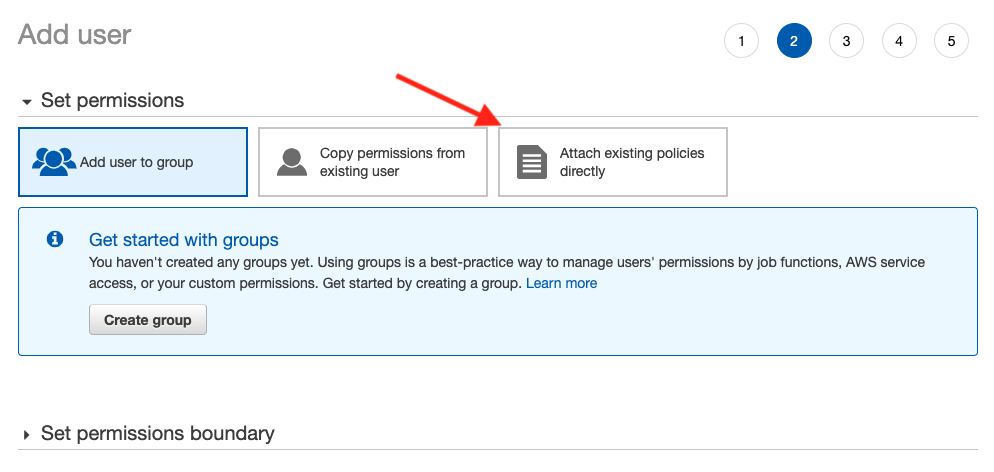 Add user
1 2 3 4 5
Set permissions
Add user to group
Copy permissions from
existing user
Attach existing policies
directly
Get started with groups
You haven't created any groups yet. Using groups is a best-practice way to manage users' permissions by job functions, AWS service
access, or your custom permissions. Get started by creating a group. Learn more
Create group
Set permissions boundary